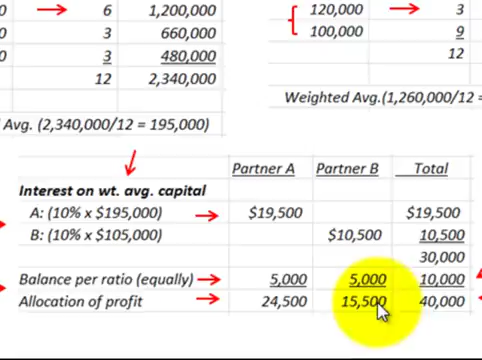 0 6 1,200,000 120,000 3
0 3 660,000 100,000 9
0 3 480,000 12
12 2,340,000
Weighted Avg.(1,260,000/12 =
Avg. (2,340,000/12 = 195,000)
Partner A Partner B Total
Interest on wt. avg. capital
A: (10% x $195,000) $19,500 $19,500
B: (10% x $105,000) $10,500 10,500
30,000
Balance per ratio (equally) 5,000 5,000 10,000
Allocation of profit 24,500 15,500 40,000